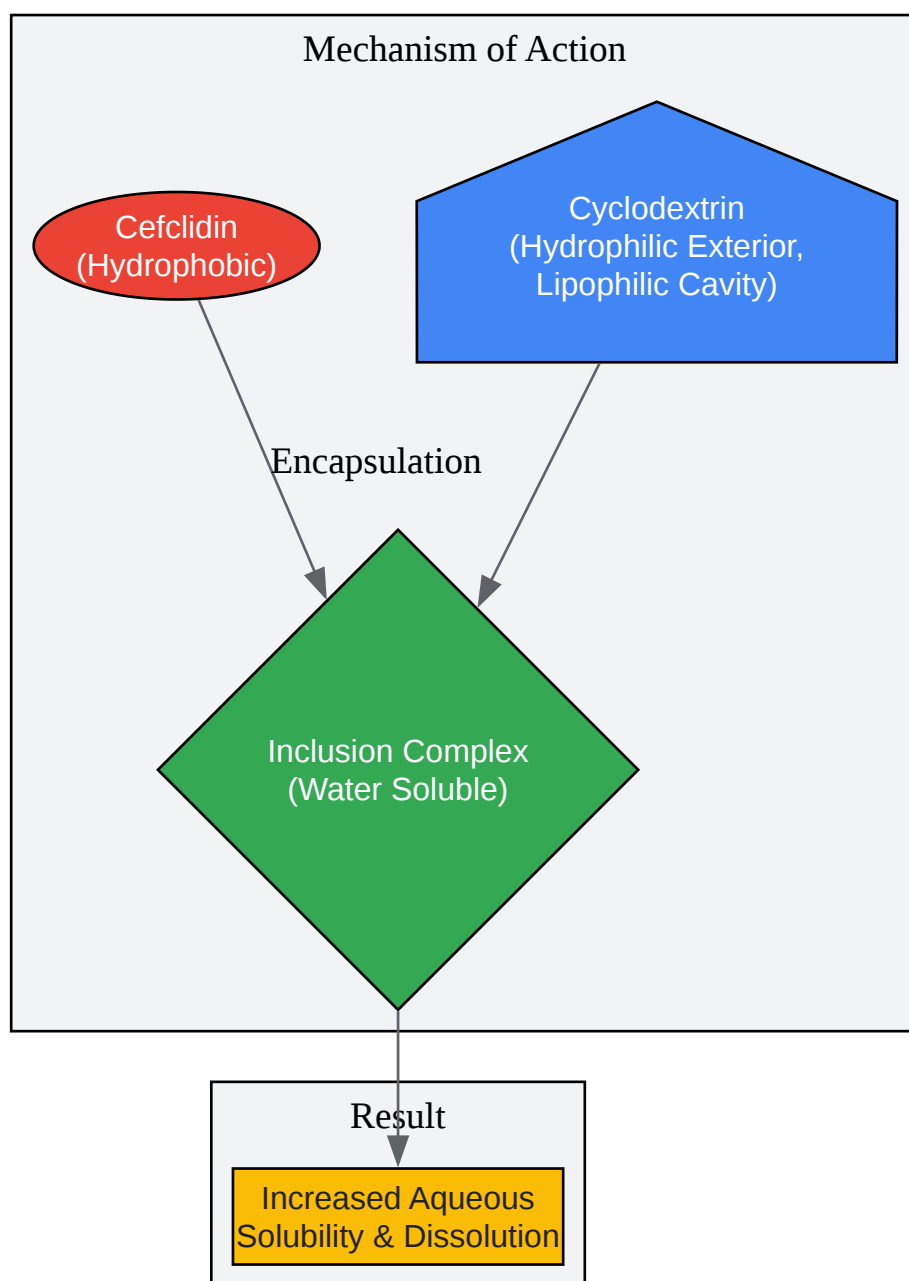 Mechanism of Action
Cefclidin
(Hydrophobic)
Cyclodextrin
(Hydrophilic Exterior,
Lipophilic Cavity)
Encapsulation
Inclusion Complex
(Water Soluble)
Result
Increased Aqueous
Solubility & Dissolution